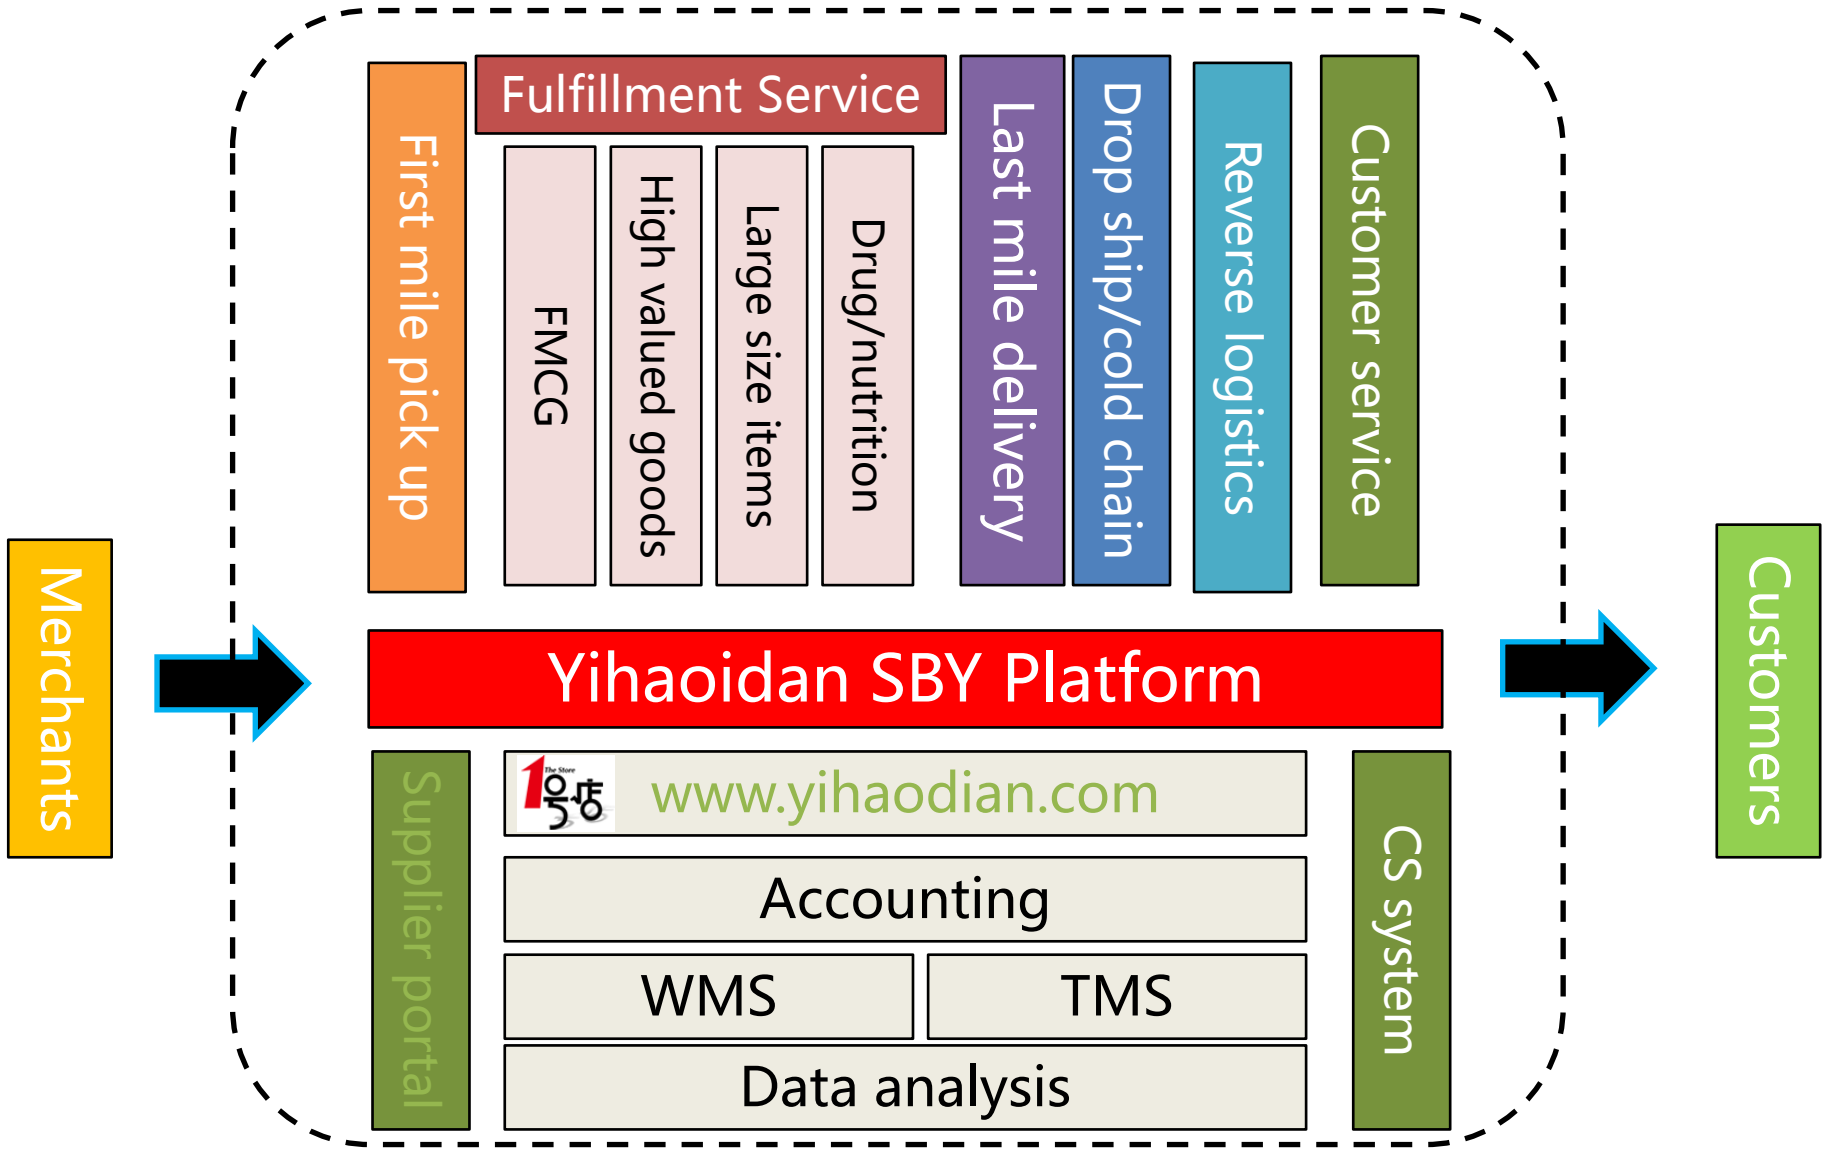 Merchants
First mile pick up
Fulfillment Service
FMCG
High valued goods
Large size items
Drug/nutrition
Last mile delivery
Drop ship/cold chain
Reverse logistics
Customer service
Yihaoidan SBY Platform
Supplier portal
The Store
1号店
www.yihaodian.com
Accounting
WMS
TMS
Data analysis
CS system
Customers